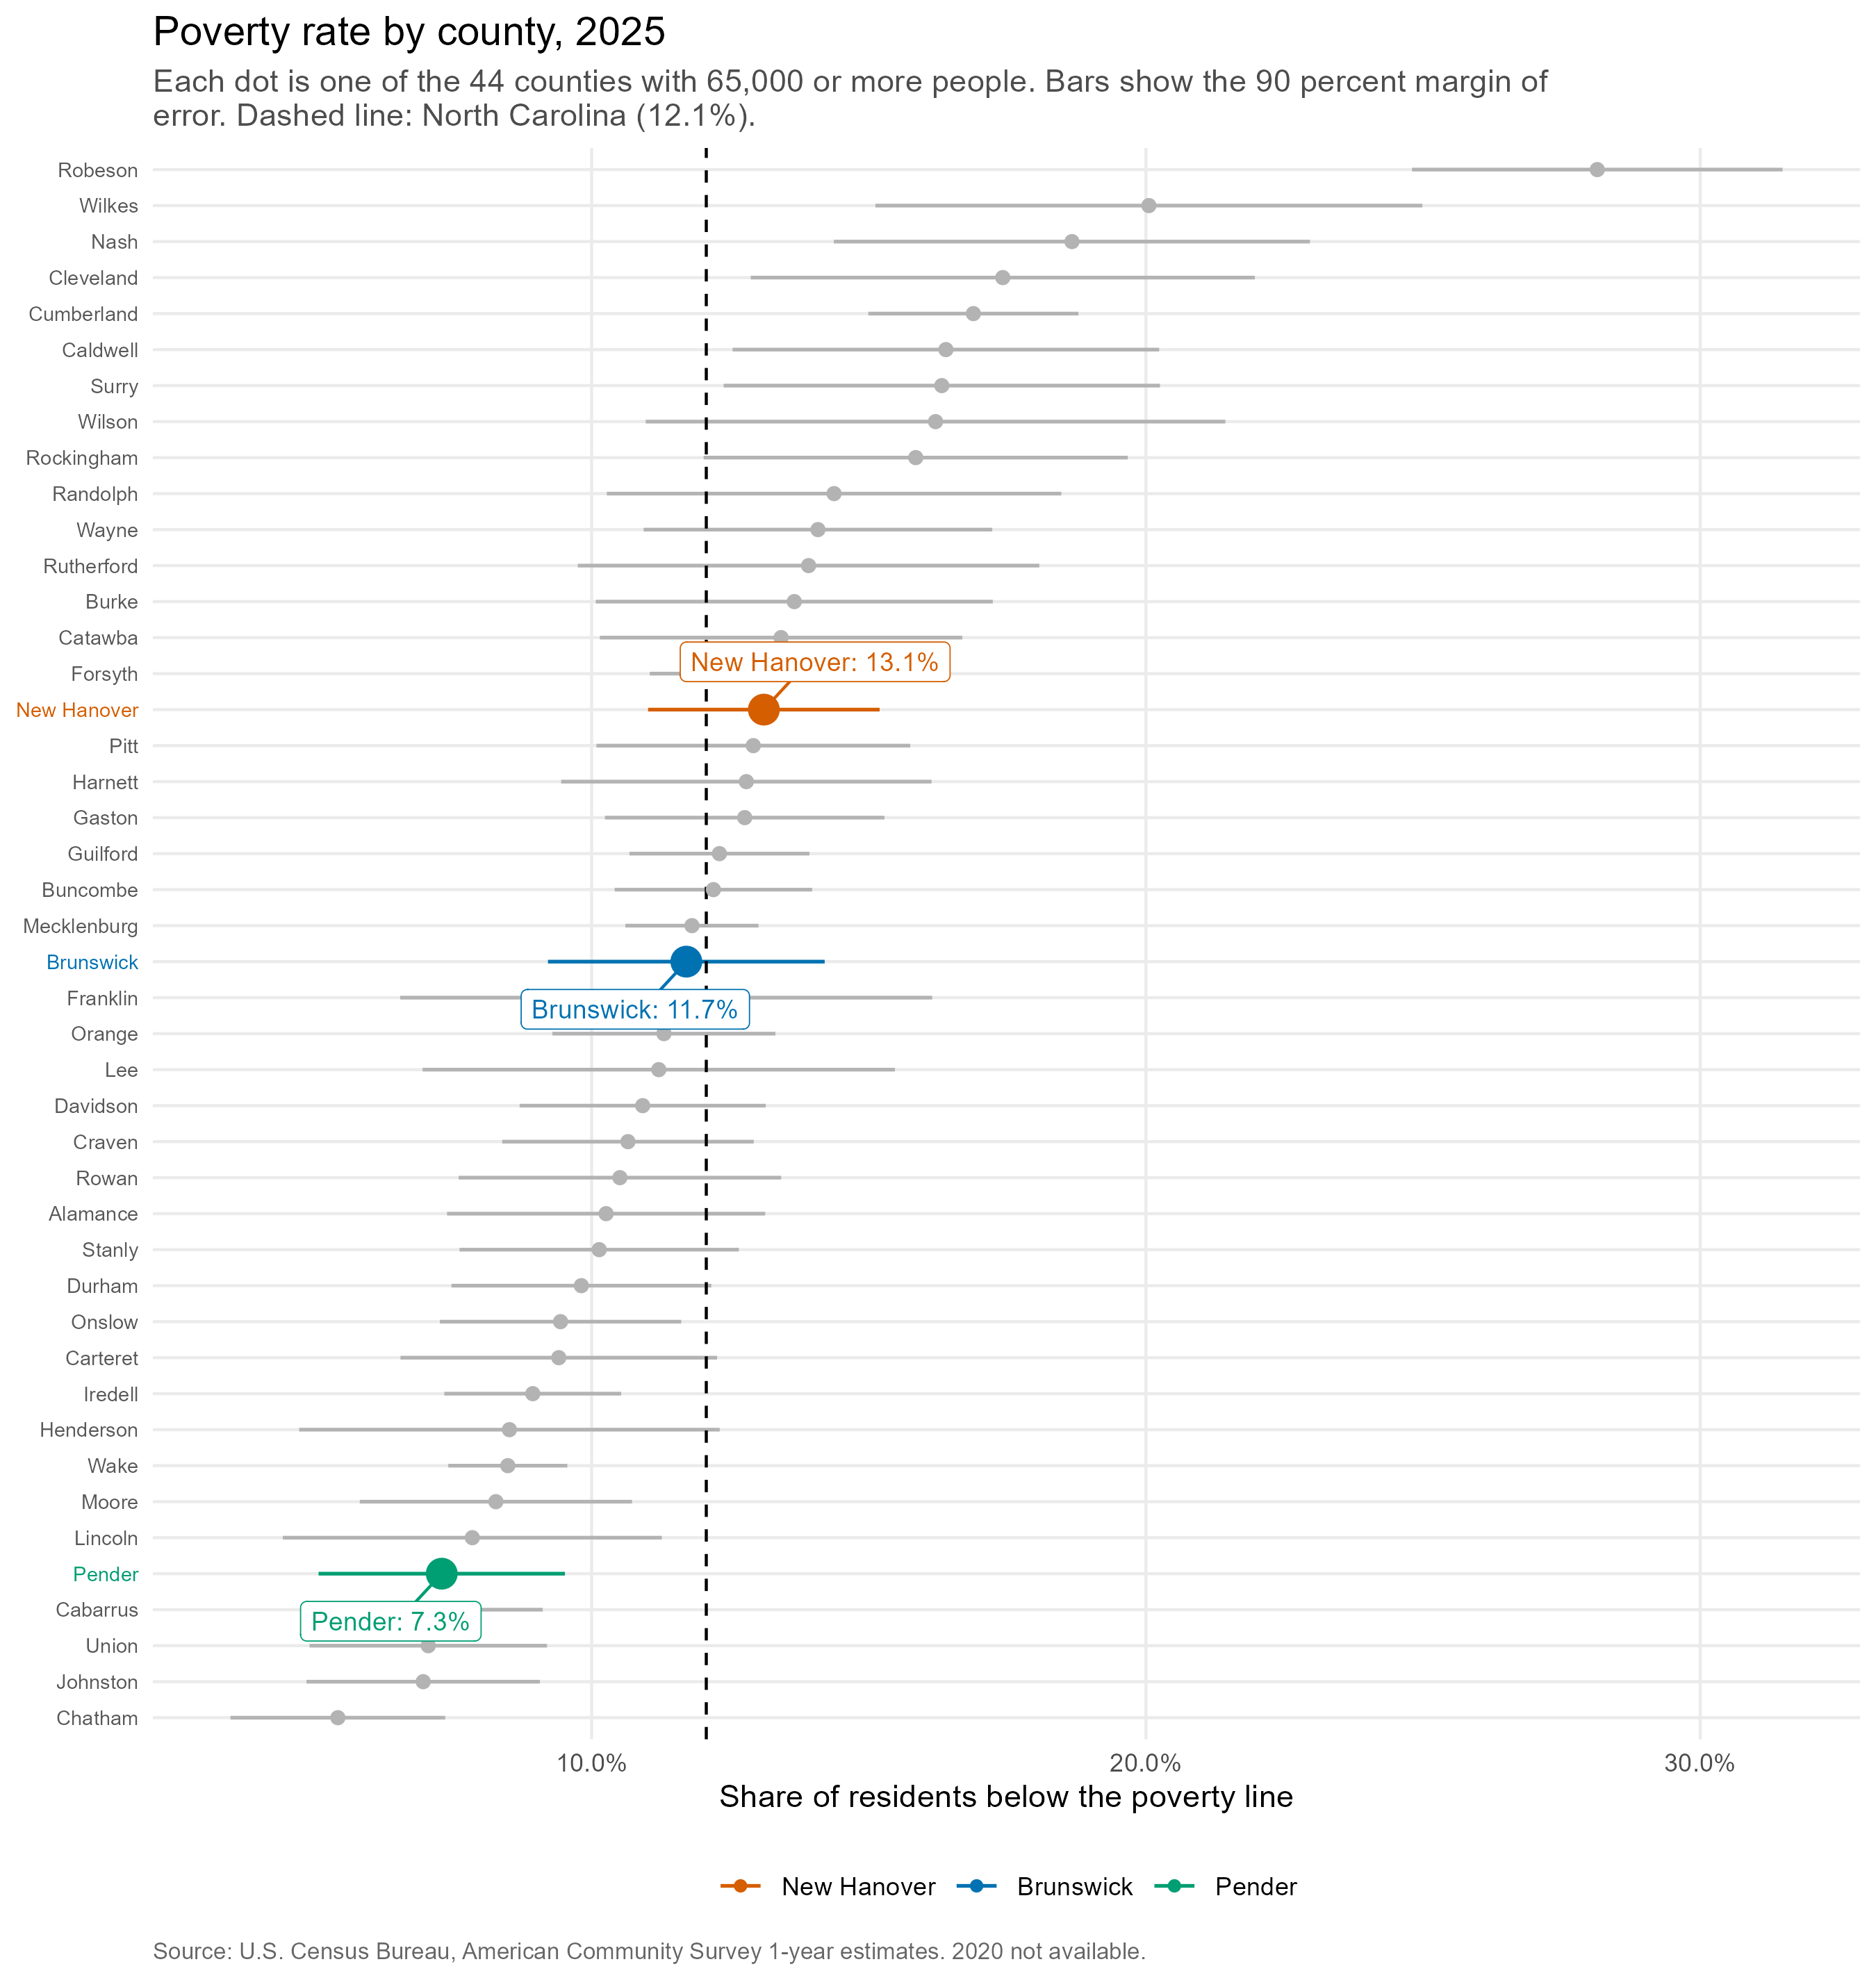 Poverty rate by county, 2025
Each dot is one of the 44 counties with 65,000 or more people. Bars show the 90 percent margin of
error. Dashed line: North Carolina (12.1%).
Robeson
Wilkes
Nash
Cleveland
Cumberland
Caldwell
Surry
Wilson
Rockingham
Randolph
Wayne
Rutherford
Burke
Catawba
New Hanover: 13.1%
Forsyth
New Hanover
Pitt
Harnett
Gaston
Guilford
Buncombe
Mecklenburg
Brunswick
Franklin
Brunswick: 11.7%
Orange
Lee
Davidson
Craven
Rowan
Alamance
Stanly
Durham
Onslow
Carteret
Iredell
Henderson
Wake
Moore
Lincoln
Pender
Cabarrus
Pender: 7.3%
Union
Johnston
Chatham
10.0% 20.0% 30.0%
Share of residents below the poverty line
New Hanover Brunswick Pender
Source: U.S. Census Bureau, American Community Survey 1-year estimates. 2020 not available.